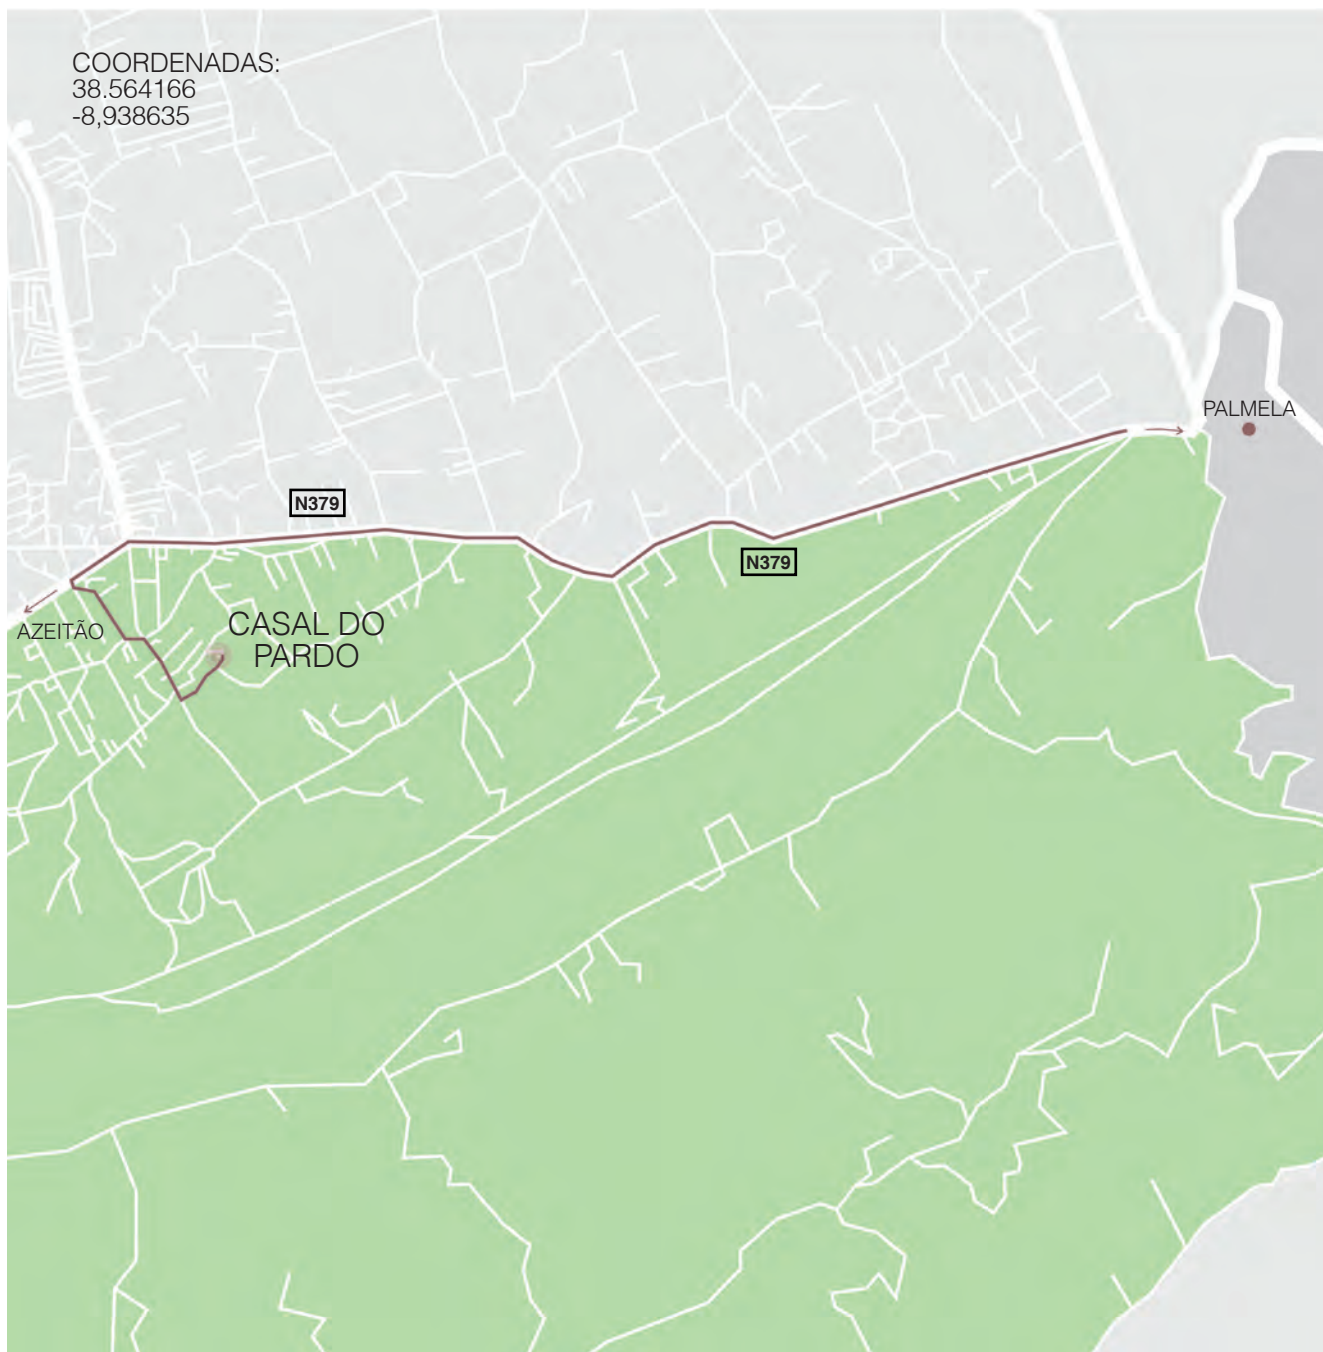 COORDENADAS:
38.564166
-8,938635
PALMELA
N379
N379
AZEITÃO
CASAL DO
PARDO